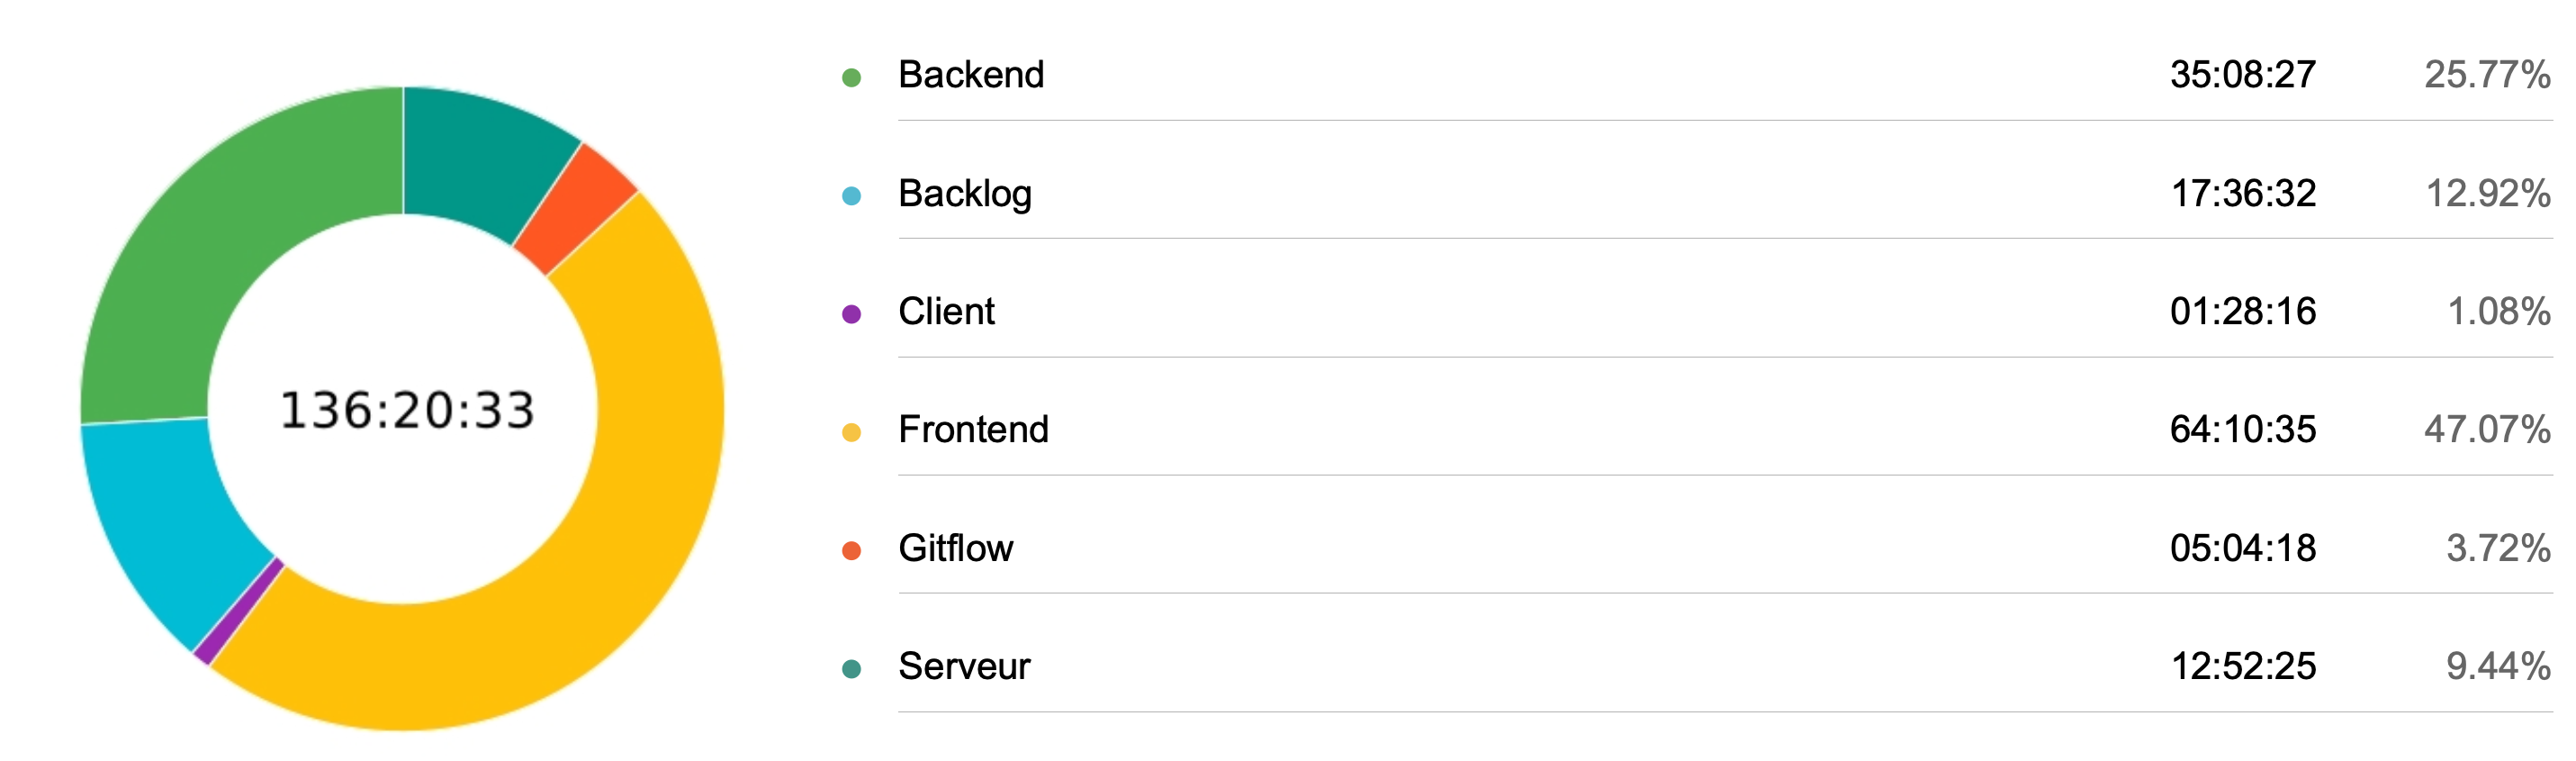 136:20:33
Backend 35:08:27 25.77%
Backlog 17:36:32 12.92%
Client 01:28:16 1.08%
Frontend 64:10:35 47.07%
Gitflow 05:04:18 3.72%
Serveur 12:52:25 9.44%